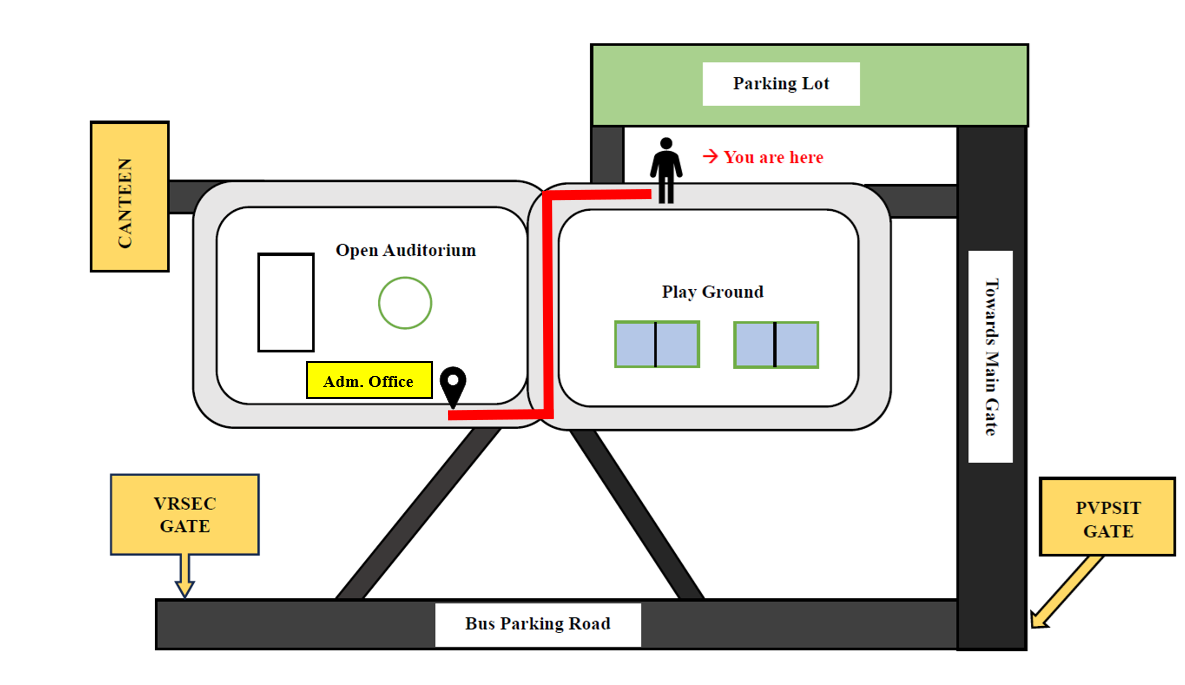 Parking Lot
→ You are here
CANTEEN
Open Auditorium
Play Ground
Adm. Office
Towards Main Gate
VRSEC
GATE
PVPSIT
GATE
Bus Parking Road